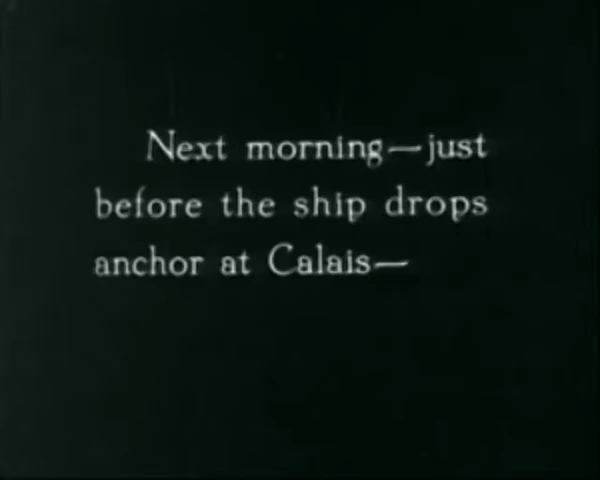 Next morning—just
before the ship drops
anchor at Calais—